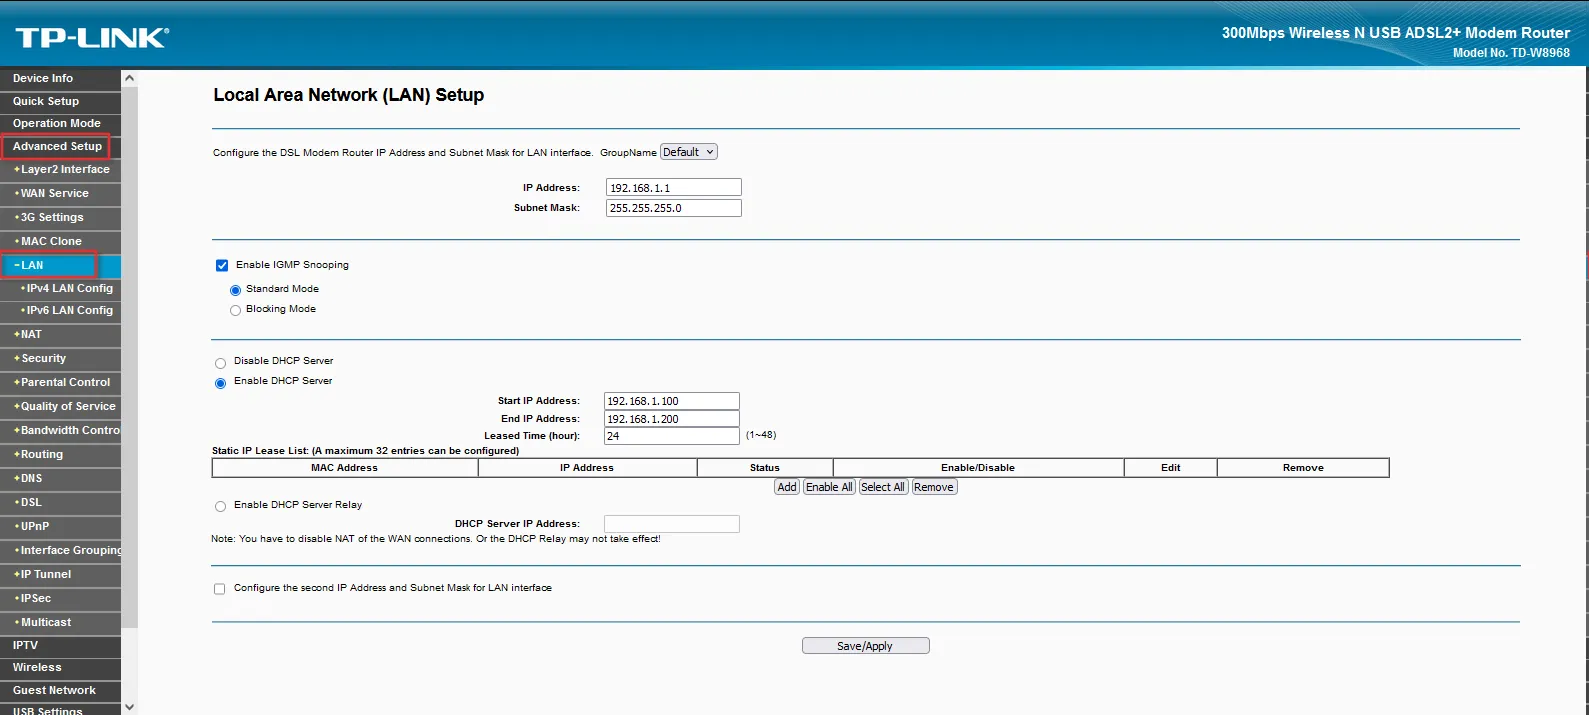 TP-LINK®
300Mbps Wireless N USB ADSL2+ Modem Router
Model No. TD-W8968
Device Info
Quick Setup
Operation Mode
Advanced Setup
+Layer2 Interface
•WAN Service
•3G Settings
•MAC Clone
-LAN
•IPv4 LAN Config
•IPv6 LAN Config
+NAT
+Security
+Parental Control
+Quality of Service
+Bandwidth Contro
+Routing
+DNS
•DSL
•UPnP
•Interface Grouping
+IP Tunnel
•IPSec
•Multicast
IPTV
Wireless
Guest Network
USB Settings
Local Area Network (LAN) Setup
Configure the DSL Modem Router IP Address and Subnet Mask for LAN interface. GroupName Default
IP Address: 192.168.1.1
Subnet Mask: 255.255.255.0
Enable IGMP Snooping
Standard Mode
Blocking Mode
Disable DHCP Server
Enable DHCP Server
Start IP Address: 192.168.1.100
End IP Address: 192.168.1.200
Leased Time (hour): 24 (1~48)
Static IP Lease List: (A maximum 32 entries can be configured)
MAC Address IP Address Status Enable/Disable Edit Remove
Add Enable All Select All Remove
Enable DHCP Server Relay
DHCP Server IP Address:
Note: You have to disable NAT of the WAN connections. Or the DHCP Relay may not take effect!
Configure the second IP Address and Subnet Mask for LAN interface
Save/Apply